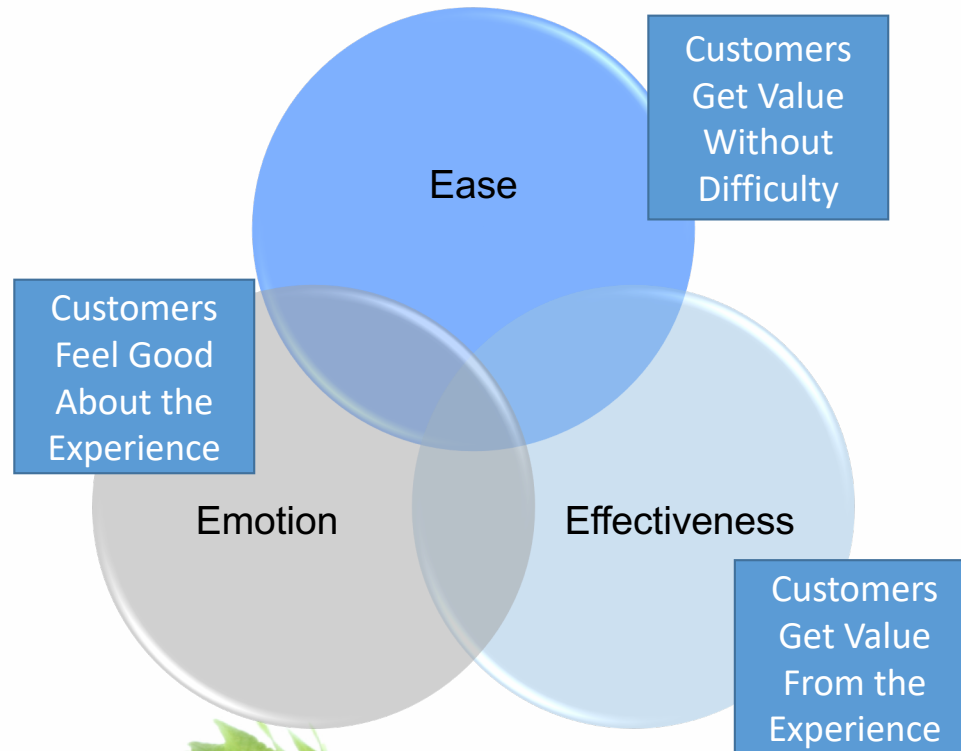 Customers
Get Value
Without
Difficulty
Ease
Customers
Feel Good
About the
Experience
Emotion
Effectiveness
Customers
Get Value
From the
Experience